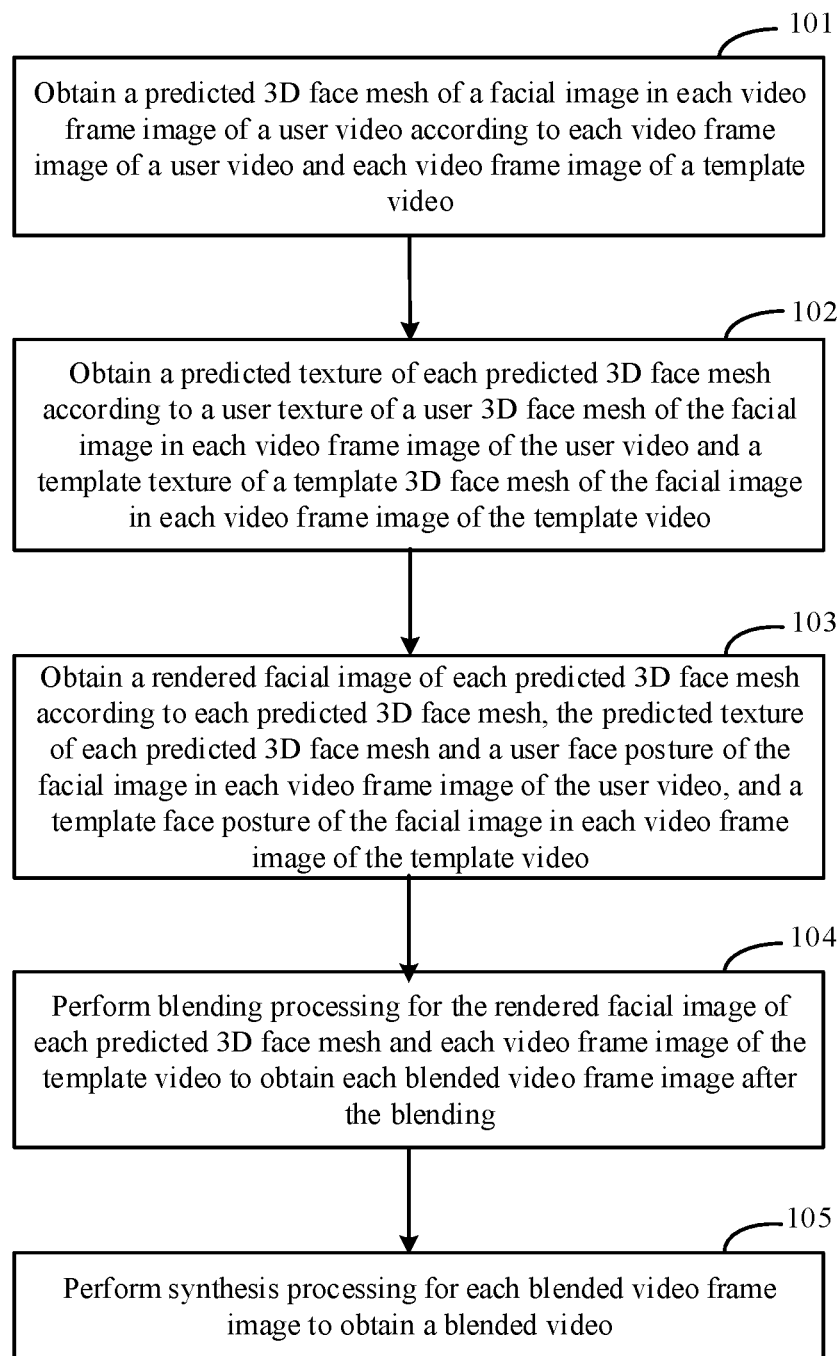 101
Obtain a predicted 3D face mesh of a facial image in each video
frame image of a user video according to each video frame
image of a user video and each video frame image of a template
video
102
Obtain a predicted texture of each predicted 3D face mesh
according to a user texture of a user 3D face mesh of the facial
image in each video frame image of the user video and a
template texture of a template 3D face mesh of the facial image
in each video frame image of the template video
103
Obtain a rendered facial image of each predicted 3D face mesh
according to each predicted 3D face mesh, the predicted texture
of each predicted 3D face mesh and a user face posture of the
facial image in each video frame image of the user video, and a
template face posture of the facial image in each video frame
image of the template video
104
Perform blending processing for the rendered facial image of
each predicted 3D face mesh and each video frame image of the
template video to obtain each blended video frame image after
the blending
105
Perform synthesis processing for each blended video frame
image to obtain a blended video